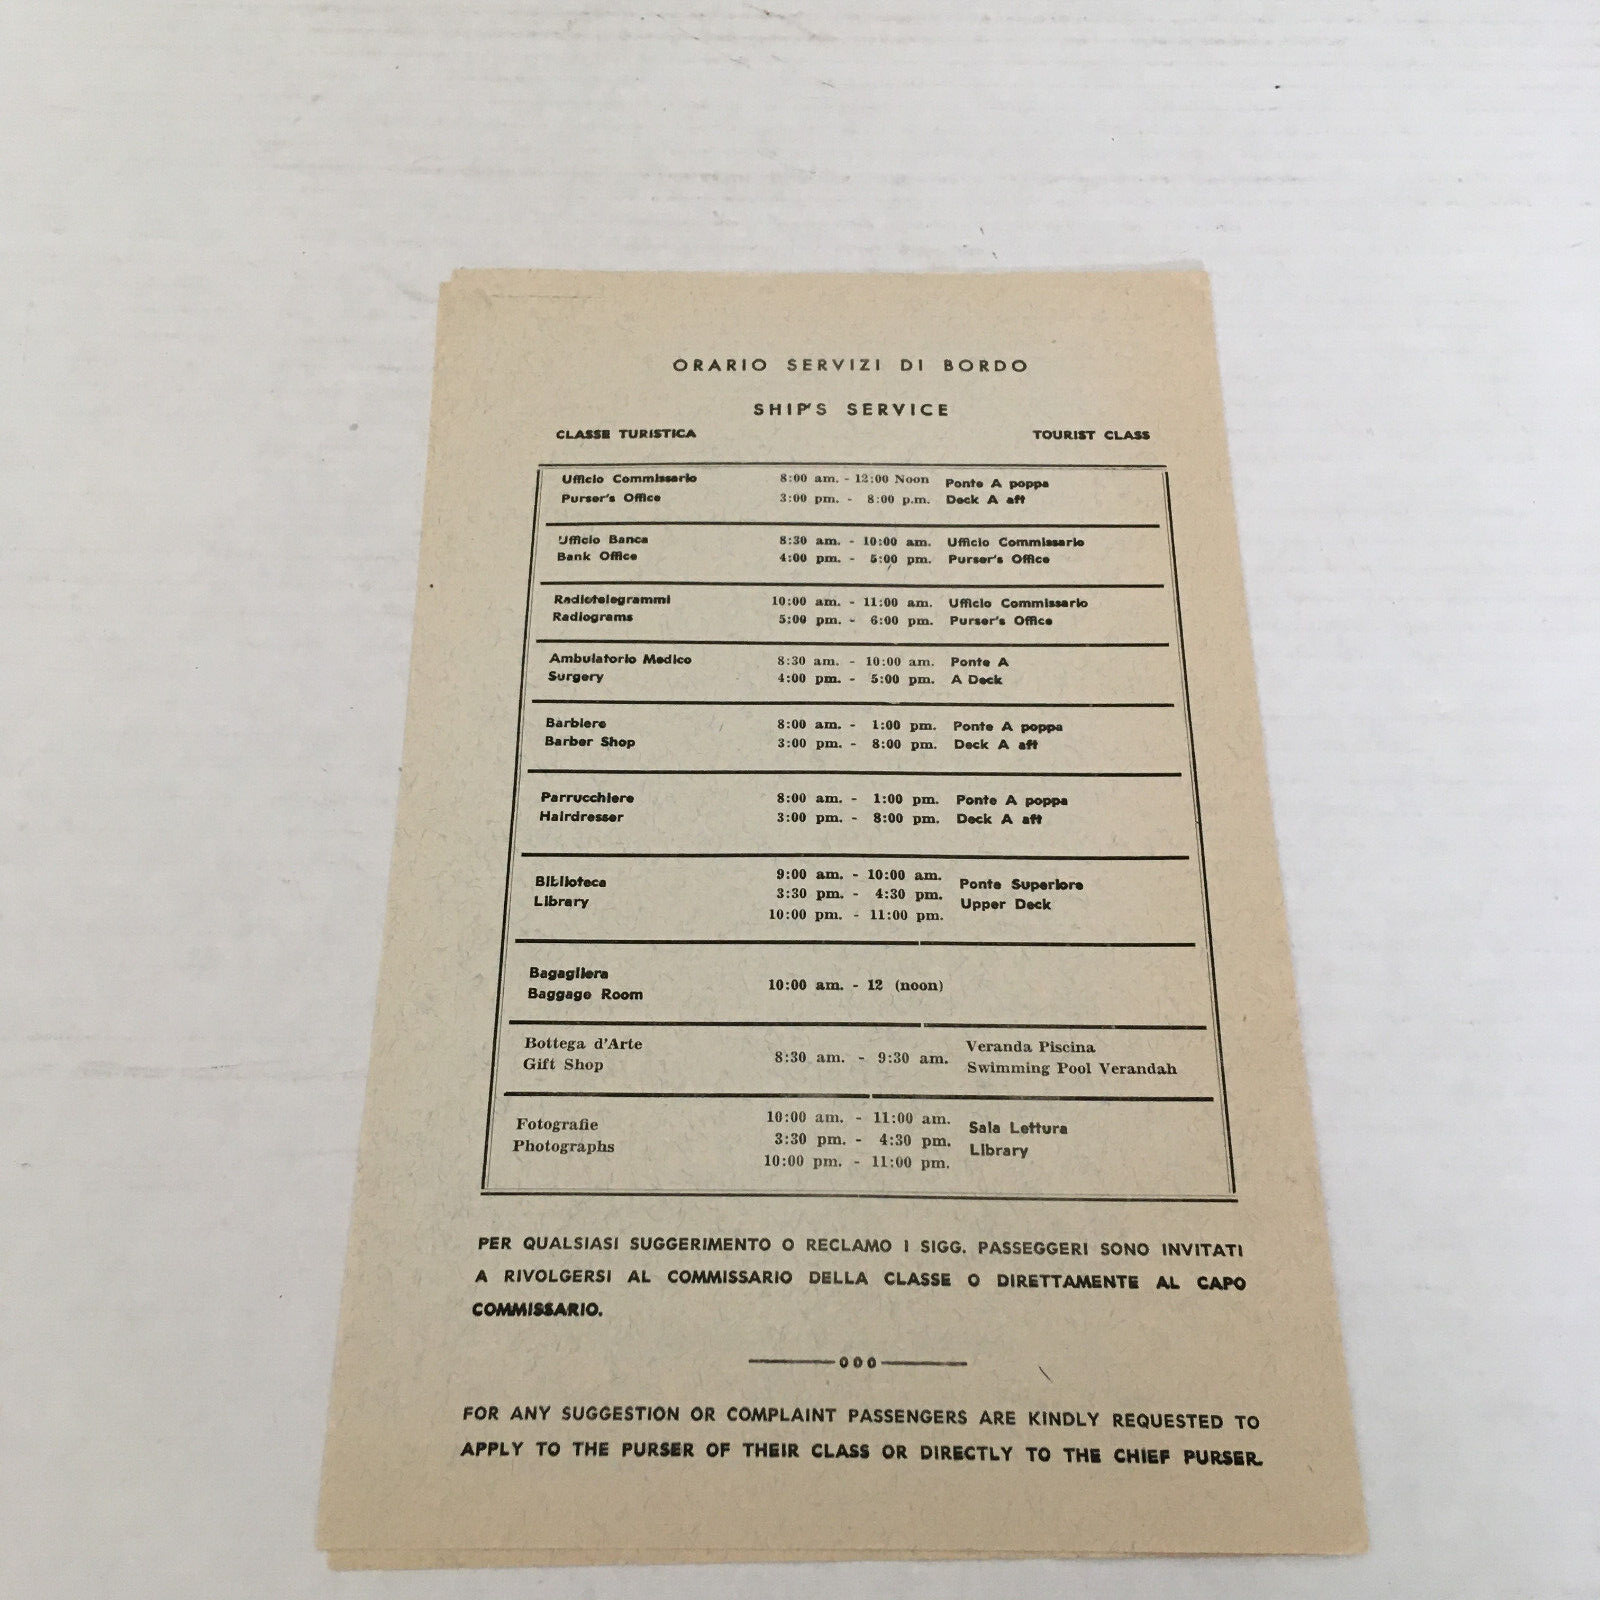 ORARIO SERVIZI DI BORDO
SHIP'S SERVICE
CLASSE TURISTICA TOURIST CLASS
Ufficio Commissario 8:00 am. - 12:00 Noon Ponte A poppa
Purser's Office 3:00 pm. - 8:00 p.m. Deck A aft
Ufficio Banca 8:30 am. - 10:00 am. Ufficio Commissario
Bank Office 4:00 pm. - 5:00 pm. Purser's Office
Radiotelegrammi 10:00 am. - 11:00 am. Ufficio Commissario
Radiograms 5:00 pm. - 6:00 pm. Purser's Office
Ambulatorio Medico 8:30 am. - 10:00 am. Ponte A
Surgery 4:00 pm. - 5:00 pm. A Deck
Barbiere 8:00 am. - 1:00 pm. Ponte A poppa
Barber Shop 3:00 pm. - 8:00 pm. Deck A aft
Parrucchiere 8:00 am. - 1:00 pm. Ponte A poppa
Hairdresser 3:00 pm. - 8:00 pm. Deck A aft
Biblioteca 9:00 am. - 10:00 am. Ponte Superiore
Library 3:30 pm. - 4:30 pm. Upper Deck
10:00 pm. - 11:00 pm.
Bagagliera
Baggage Room 10:00 am. - 12 (noon)
Bottega d'Arte 8:30 am. - 9:30 am. Veranda Piscina
Gift Shop Swimming Pool Verandah
Fotografie 10:00 am. - 11:00 am. Sala Lettura
Photographs 3:30 pm. - 4:30 pm. Library
10:00 pm. - 11:00 pm.
PER QUALSIASI SUGGERIMENTO O RECLAMO I SIGG. PASSEGGERI SONO INVITATI
A RIVOLGERSI AL COMMISSARIO DELLA CLASSE O DIRETTAMENTE AL CAPO
COMMISSARIO.
ooo
FOR ANY SUGGESTION OR COMPLAINT PASSENGERS ARE KINDLY REQUESTED TO
APPLY TO THE PURSER OF THEIR CLASS OR DIRECTLY TO THE CHIEF PURSER.